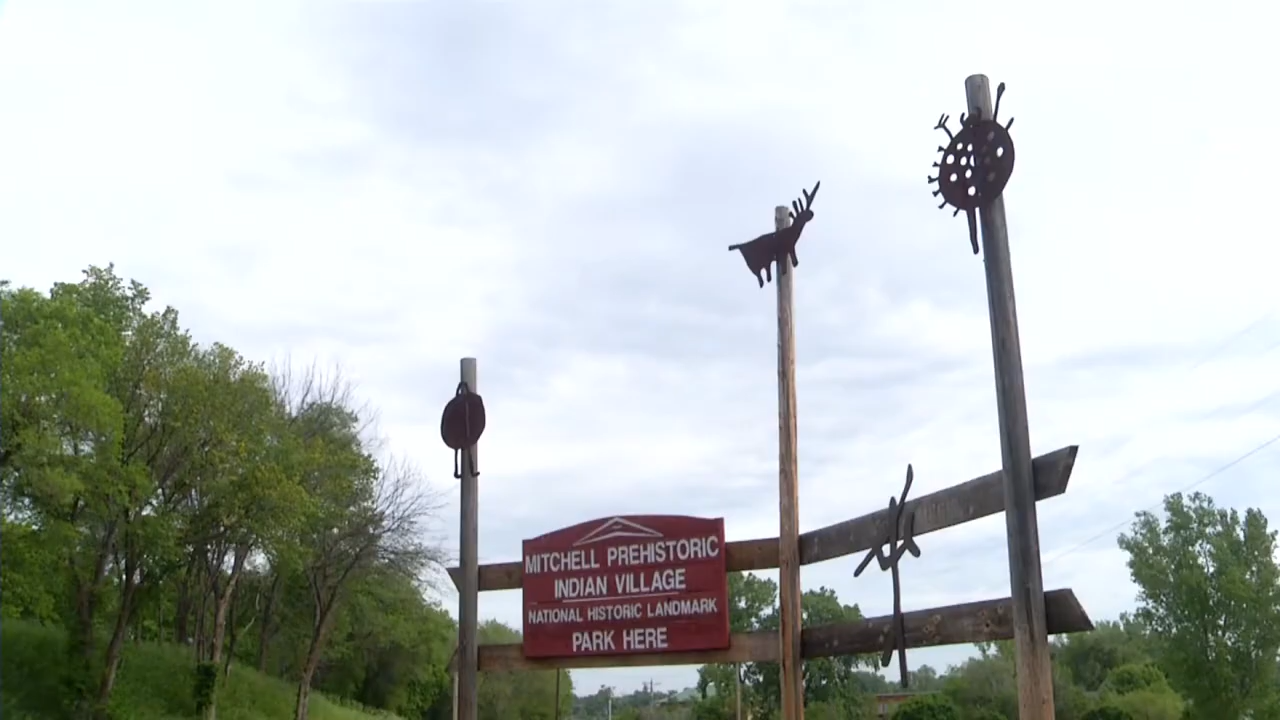 MITCHELL PREHISTORIC
INDIAN VILLAGE
NATIONAL HISTORIC LANDMARK
PARK HERE